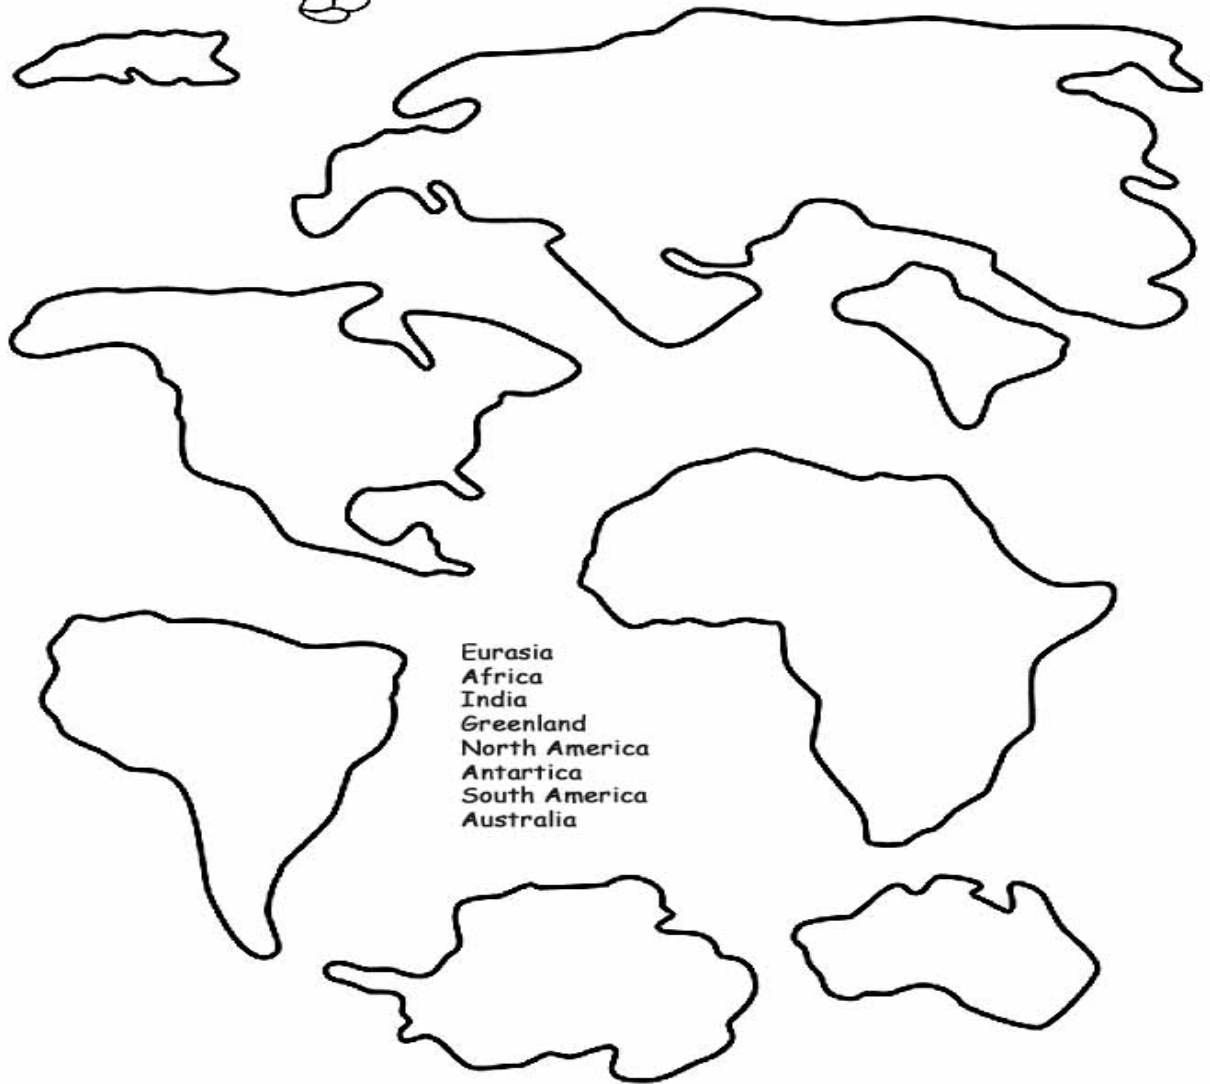 Eurasia
Africa
India
Greenland
North America
Antartica
South America
Australia